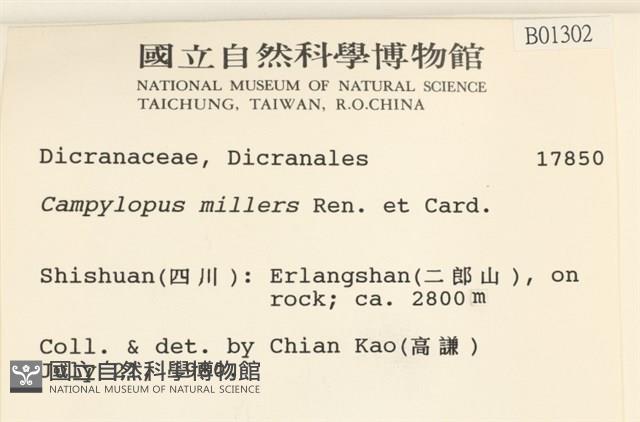 B01302
國立自然科學博物館
NATIONAL MUSEUM OF NATURAL SCIENCE
TAICHUNG, TAIWAN, R.O.CHINA
Dicranaceae, Dicranales 17850
Campylopus millers Ren. et Card.
Shishuan(四川): Erlangshan(二郎山), on
rock; ca. 2800m
Coll. & det. by Chian Kao(高謙)
國立自然科學博物館
NATIONAL MUSEUM OF NATURAL SCIENCE